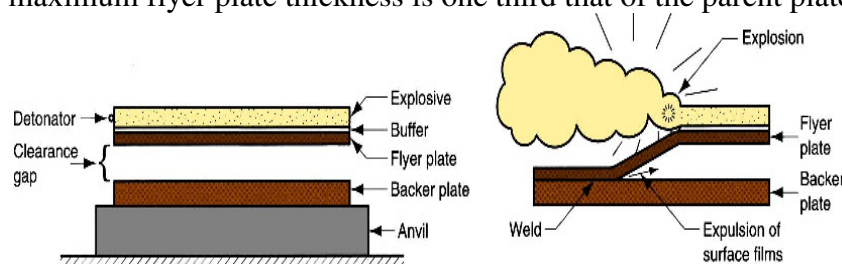 maximum flyer plate thickness is one third that of the parent plate
Explosion
Detonator
Explosive
Buffer
Clearance
gap
Flyer plate
Flyer
plate
Backer plate
Backer
plate
Anvil
Weld
Expulsion of
surface films